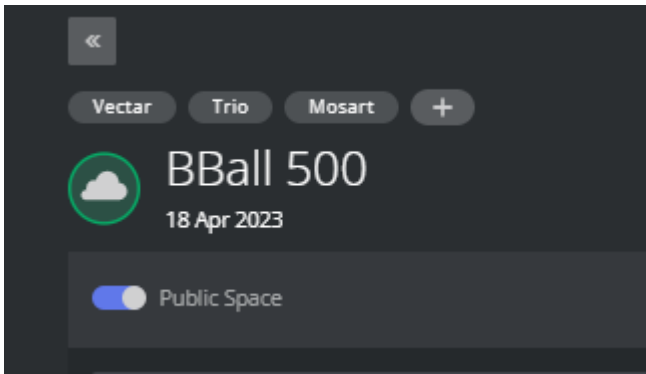 «
Vectar Trio Mosart +
BBall 500
18 Apr 2023
Public Space